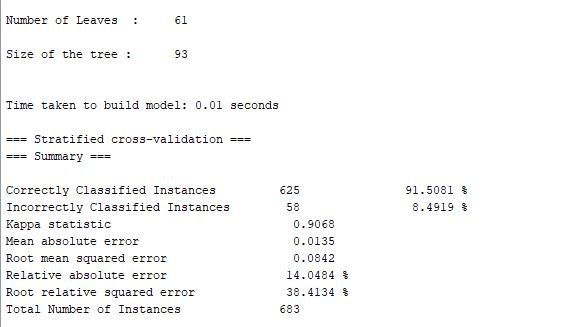 Number of Leaves : 61
Size of the tree : 93
Time taken to build model: 0.01 seconds
=== Stratified cross-validation ===
=== Summary ===
Correctly Classified Instances 625 91.5081 %
Incorrectly Classified Instances 58 8.4919 %
Kappa statistic 0.9068
Mean absolute error 0.0135
Root mean squared error 0.0842
Relative absolute error 14.0484 %
Root relative squared error 38.4134 %
Total Number of Instances 683